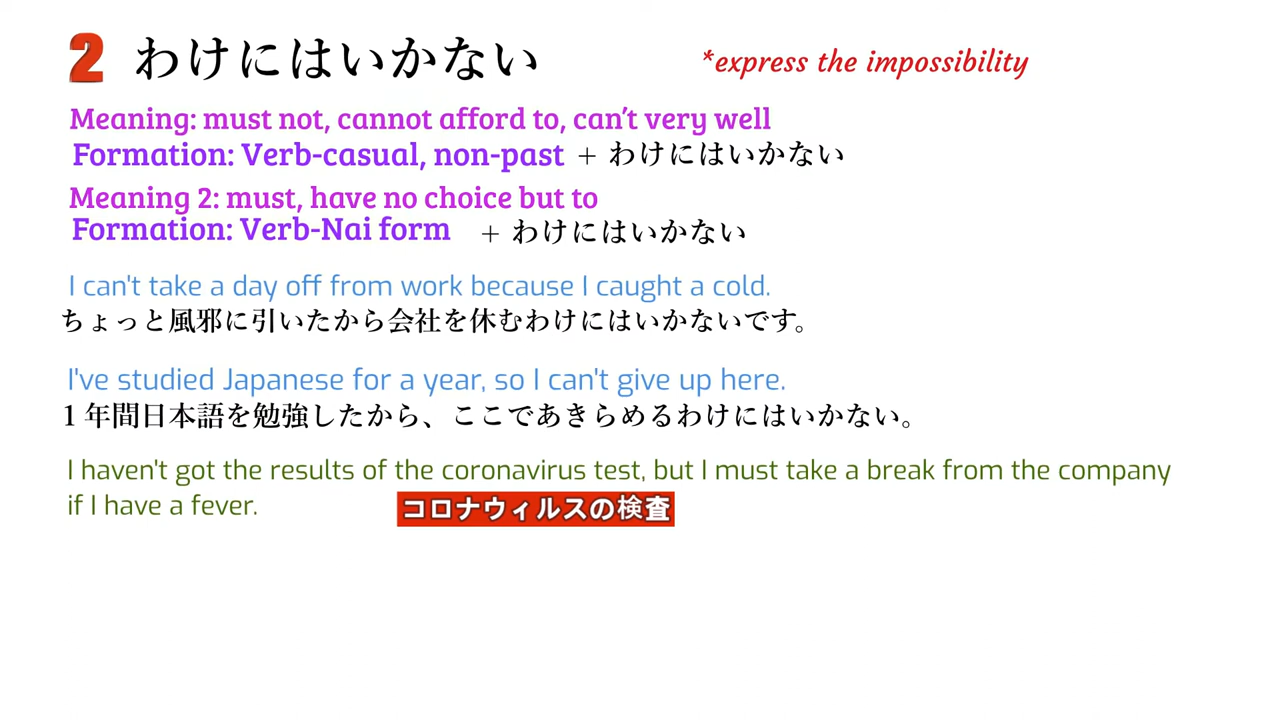 2 わけにはいかない *express the impossibility
Meaning: must not, cannot afford to, can't very well
Formation: Verb-casual, non-past + わけにはいかない
Meaning 2: must, have no choice but to
Formation: Verb-Nai form + わけにはいかない
I can't take a day off from work because I caught a cold.
ちょっと風邪に引いたから会社を休むわけにはいかないです。
I've studied Japanese for a year, so I can't give up here.
1年間日本語を勉強したから、ここであきらめるわけにはいかない。
I haven't got the results of the coronavirus test, but I must take a break from the company
if I have a fever. コロナウィルスの検査